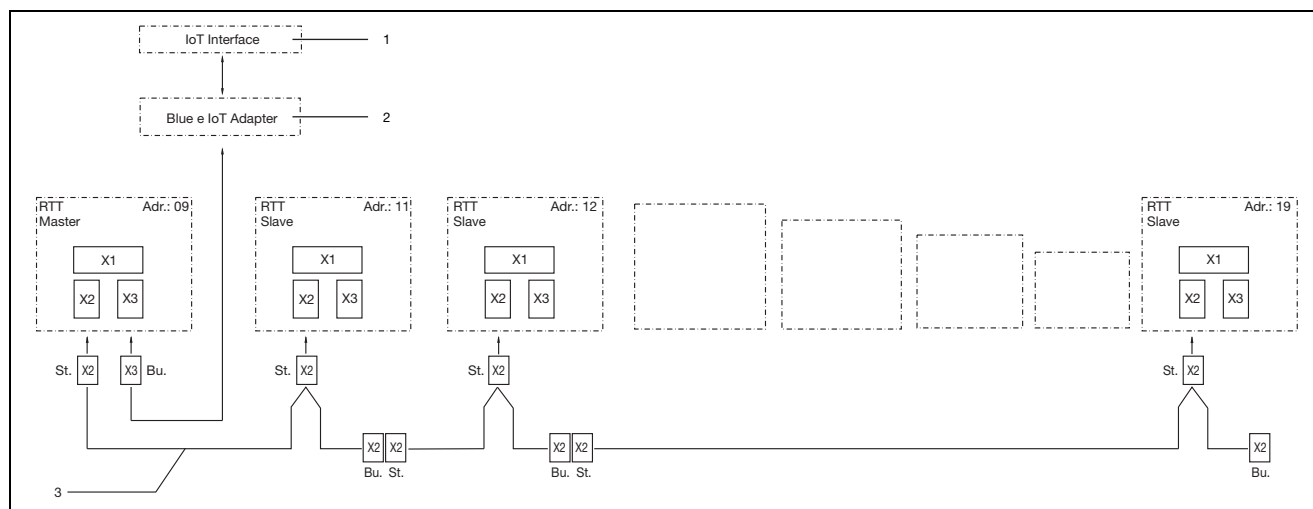 IoT Interface
1
Blue e IoT Adapter
2
RTT Adr.: 09
Master
X1
X2 X3
RTT Adr.: 11
Slave
X1
X2 X3
RTT Adr.: 12
Slave
X1
X2 X3
RTT Adr.: 19
Slave
X1
X2 X3
St. X2 X3 Bu.
St. X2
St. X2
St. X2
X2 X2
Bu. St.
X2 X2
Bu. St.
X2
Bu.
3